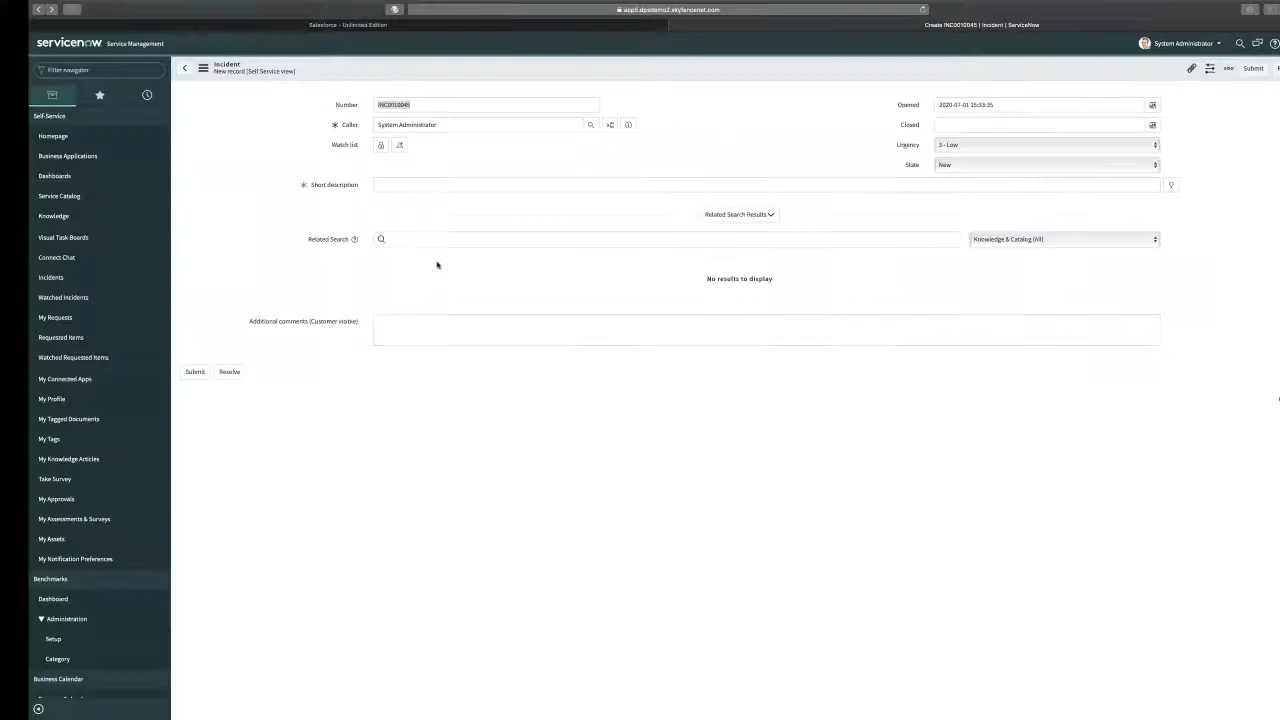 app5.dpsdemo2.skyfencenet.com
Salesforce - Unlimited Edition
Create INC0010045 | Incident | ServiceNow
servicenow Service Management
System Administrator
Filter navigator
Incident
New record [Self Service view]
Submit
Self-Service
Homepage
Business Applications
Dashboards
Service Catalog
Knowledge
Visual Task Boards
Connect Chat
Incidents
Watched Incidents
My Requests
Requested Items
Watched Requested Items
My Connected Apps
My Profile
My Tagged Documents
My Tags
My Knowledge Articles
Take Survey
My Approvals
My Assessments & Surveys
My Assets
My Notification Preferences
Benchmarks
Dashboard
Administration
Setup
Category
Business Calendar
Number INC0010045
Opened 2020-07-01 15:33:35
Caller System Administrator
Closed
Watch list
Urgency 3 - Low
State New
Short description
Related Search Results
Related Search
Knowledge & Catalog (All)
No results to display
Additional comments (Customer visible)
Submit Resolve